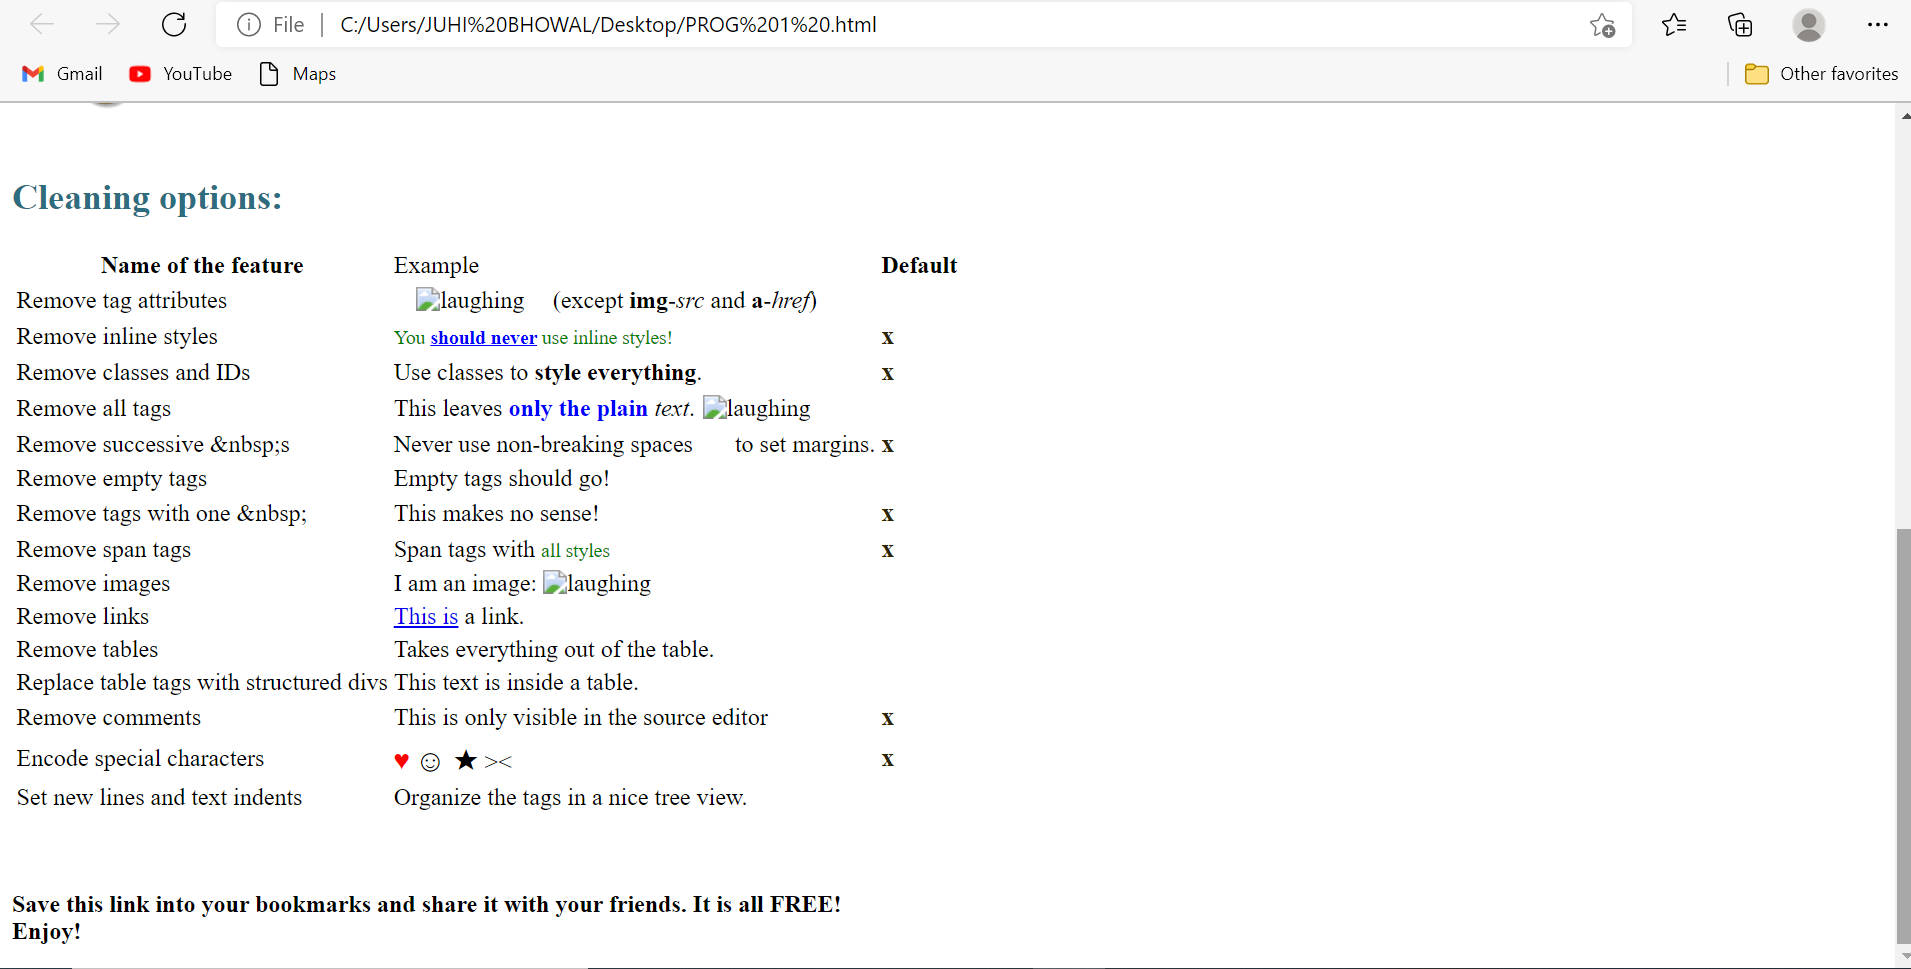 File C:/Users/JUHI%20BHOWAL/Desktop/PROG%201%20.html
Gmail YouTube Maps Other favorites
Cleaning options:
Name of the feature Example Default
Remove tag attributes laughing (except img-src and a-href)
Remove inline styles You should never use inline styles! x
Remove classes and IDs Use classes to style everything. x
Remove all tags This leaves only the plain text. laughing
Remove successive &nbsp;s Never use non-breaking spaces to set margins. x
Remove empty tags Empty tags should go!
Remove tags with one &nbsp; This makes no sense! x
Remove span tags Span tags with all styles x
Remove images I am an image: laughing
Remove links This is a link.
Remove tables Takes everything out of the table.
Replace table tags with structured divs This text is inside a table.
Remove comments This is only visible in the source editor x
Encode special characters ♥ ☺ ★ >< x
Set new lines and text indents Organize the tags in a nice tree view.
Save this link into your bookmarks and share it with your friends. It is all FREE!
Enjoy!